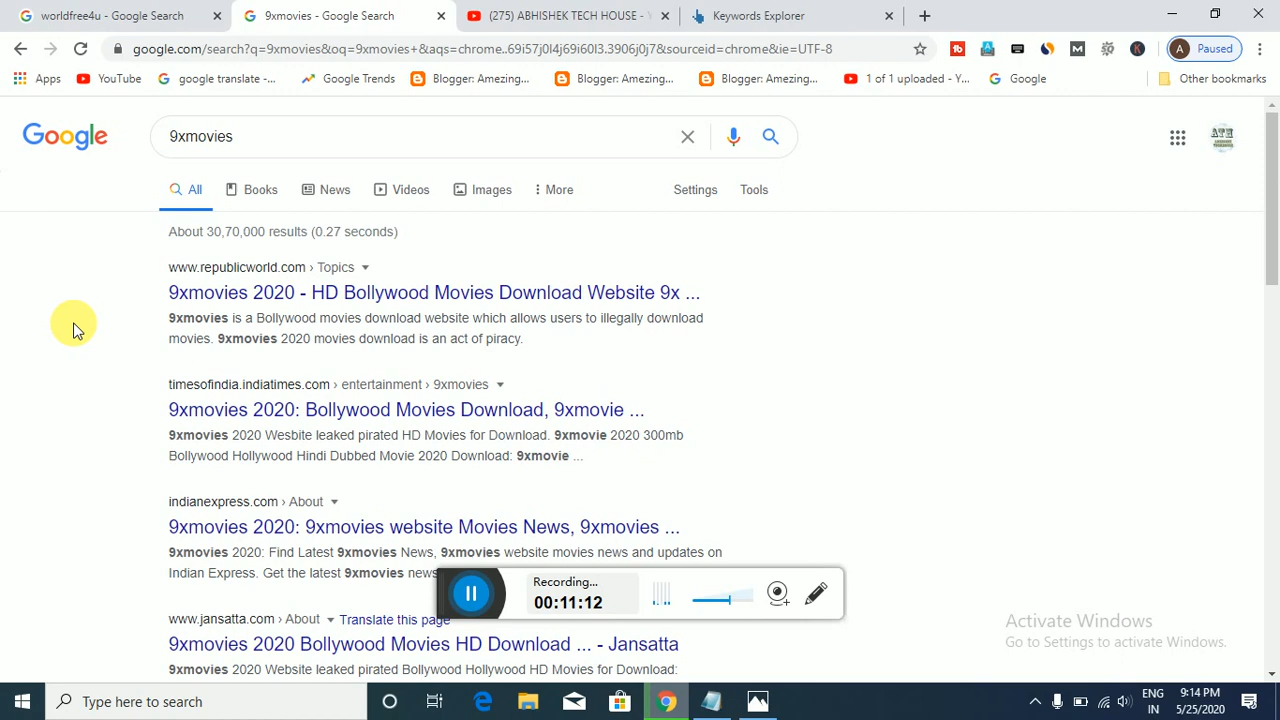 worldfree4u - Google Search
9xmovies - Google Search
(275) ABHISHEK TECH HOUSE -
Keywords Explorer
google.com/search?q=9xmovies&oq=9xmovies+&aqs=chrome..69i57j0l4j69i60l3.3906j0j7&sourceid=chrome&ie=UTF-8
A Paused
Apps
YouTube
google translate -...
Google Trends
Blogger: Amazing...
Blogger: Amazing...
Blogger: Amazing...
1 of 1 uploaded - Y...
Google
Other bookmarks
Google
9xmovies
ATH
All
Books
News
Videos
Images
More
Settings
Tools
About 30,70,000 results (0.27 seconds)
www.republicworld.com › Topics
9xmovies 2020 - HD Bollywood Movies Download Website 9x ...
9xmovies is a Bollywood movies download website which allows users to illegally download
movies. 9xmovies 2020 movies download is an act of piracy.
timesofindia.indiatimes.com › entertainment › 9xmovies
9xmovies 2020: Bollywood Movies Download, 9xmovie ...
9xmovies 2020 Wesbite leaked pirated HD Movies for Download. 9xmovie 2020 300mb
Bollywood Hollywood Hindi Dubbed Movie 2020 Download: 9xmovie ...
indianexpress.com › About
9xmovies 2020: 9xmovies website Movies News, 9xmovies ...
9xmovies 2020: Find Latest 9xmovies News, 9xmovies website movies news and updates on
Indian Express. Get the latest 9xmovies news
Recording...
00:11:12
www.jansatta.com › About
Translate this page
9xmovies 2020 Bollywood Movies HD Download ... - Jansatta
9xmovies 2020 Website leaked pirated Bollywood Hollywood HD Movies for Download:
Activate Windows
Go to Settings to activate Windows.
Type here to search
ENG
IN
9:14 PM
5/25/2020